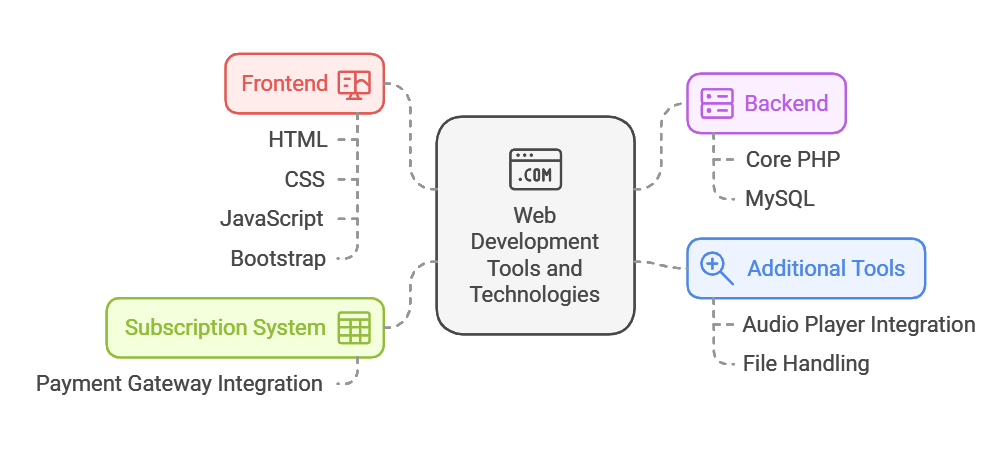 Frontend
HTML
CSS
JavaScript
Bootstrap
Subscription System
Payment Gateway Integration
.COM
Web
Development
Tools and
Technologies
Backend
Core PHP
MySQL
Additional Tools
Audio Player Integration
File Handling